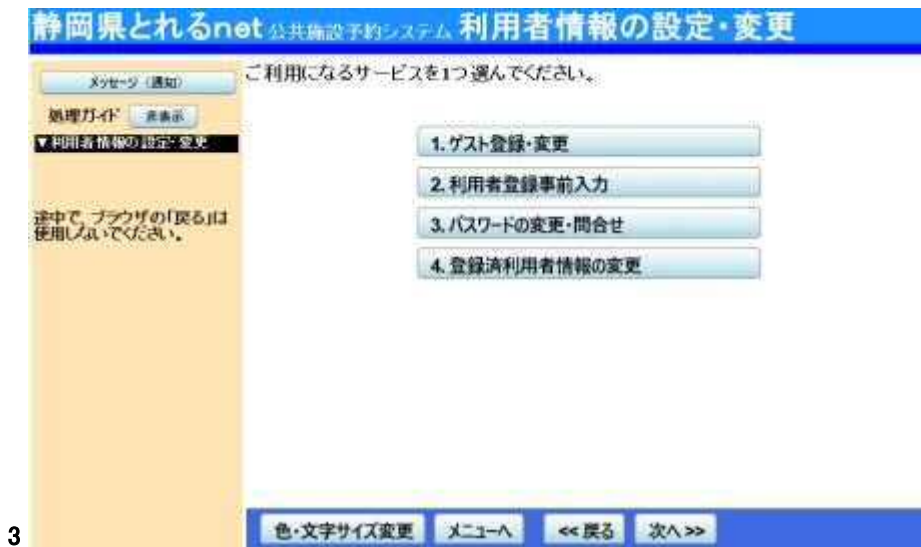 静岡県とれるnet 公共施設予約システム 利用者情報の設定・変更
メッセージ（通知）
ご利用になるサービスを1つ選んでください。
処理ガイド 非表示
▼利用者情報の設定・変更
1. ゲスト登録・変更
2. 利用者登録事前入力
3. パスワードの変更・問合せ
4. 登録済利用者情報の変更
途中で、ブラウザの「戻る」は
使用しないでください。
色・文字サイズ変更 メニューへ <<戻る 次へ>>
3